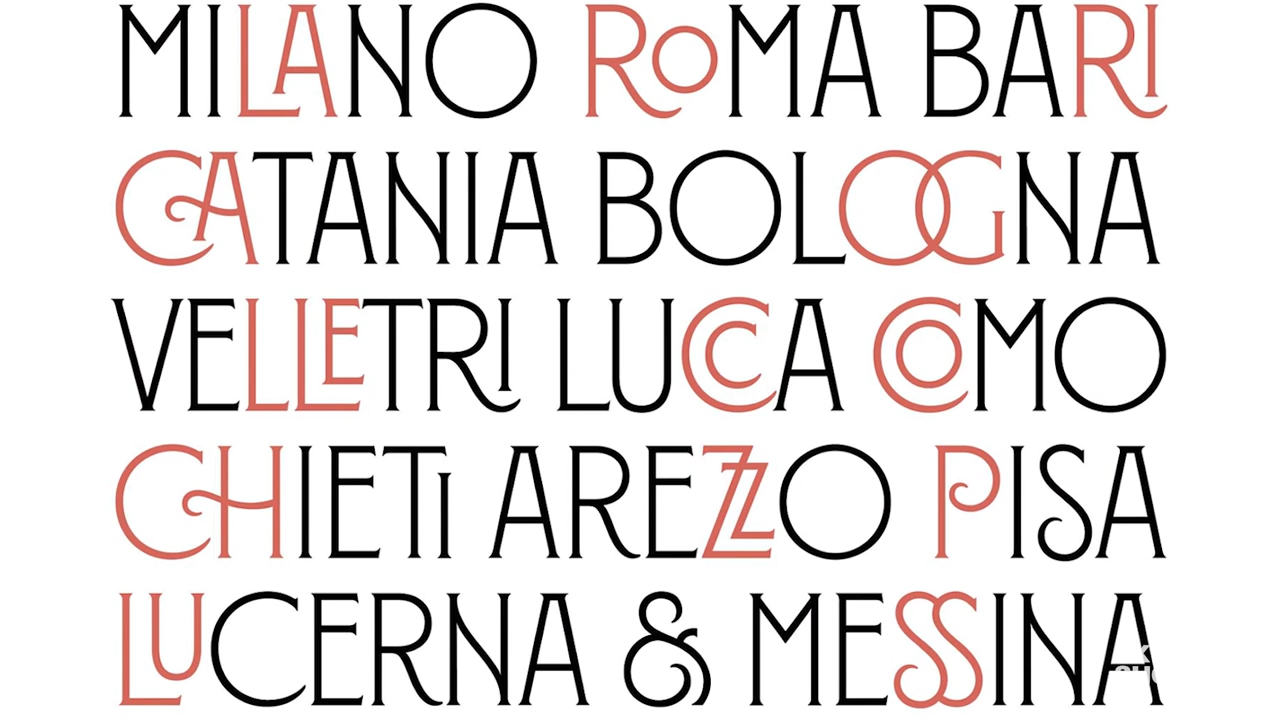 MILANO ROMA BARI
CATANIA BOLOGNA
VELLETRI LUCCA COMO
CHIETI AREZZO PISA
LUCERNA & MESSINA